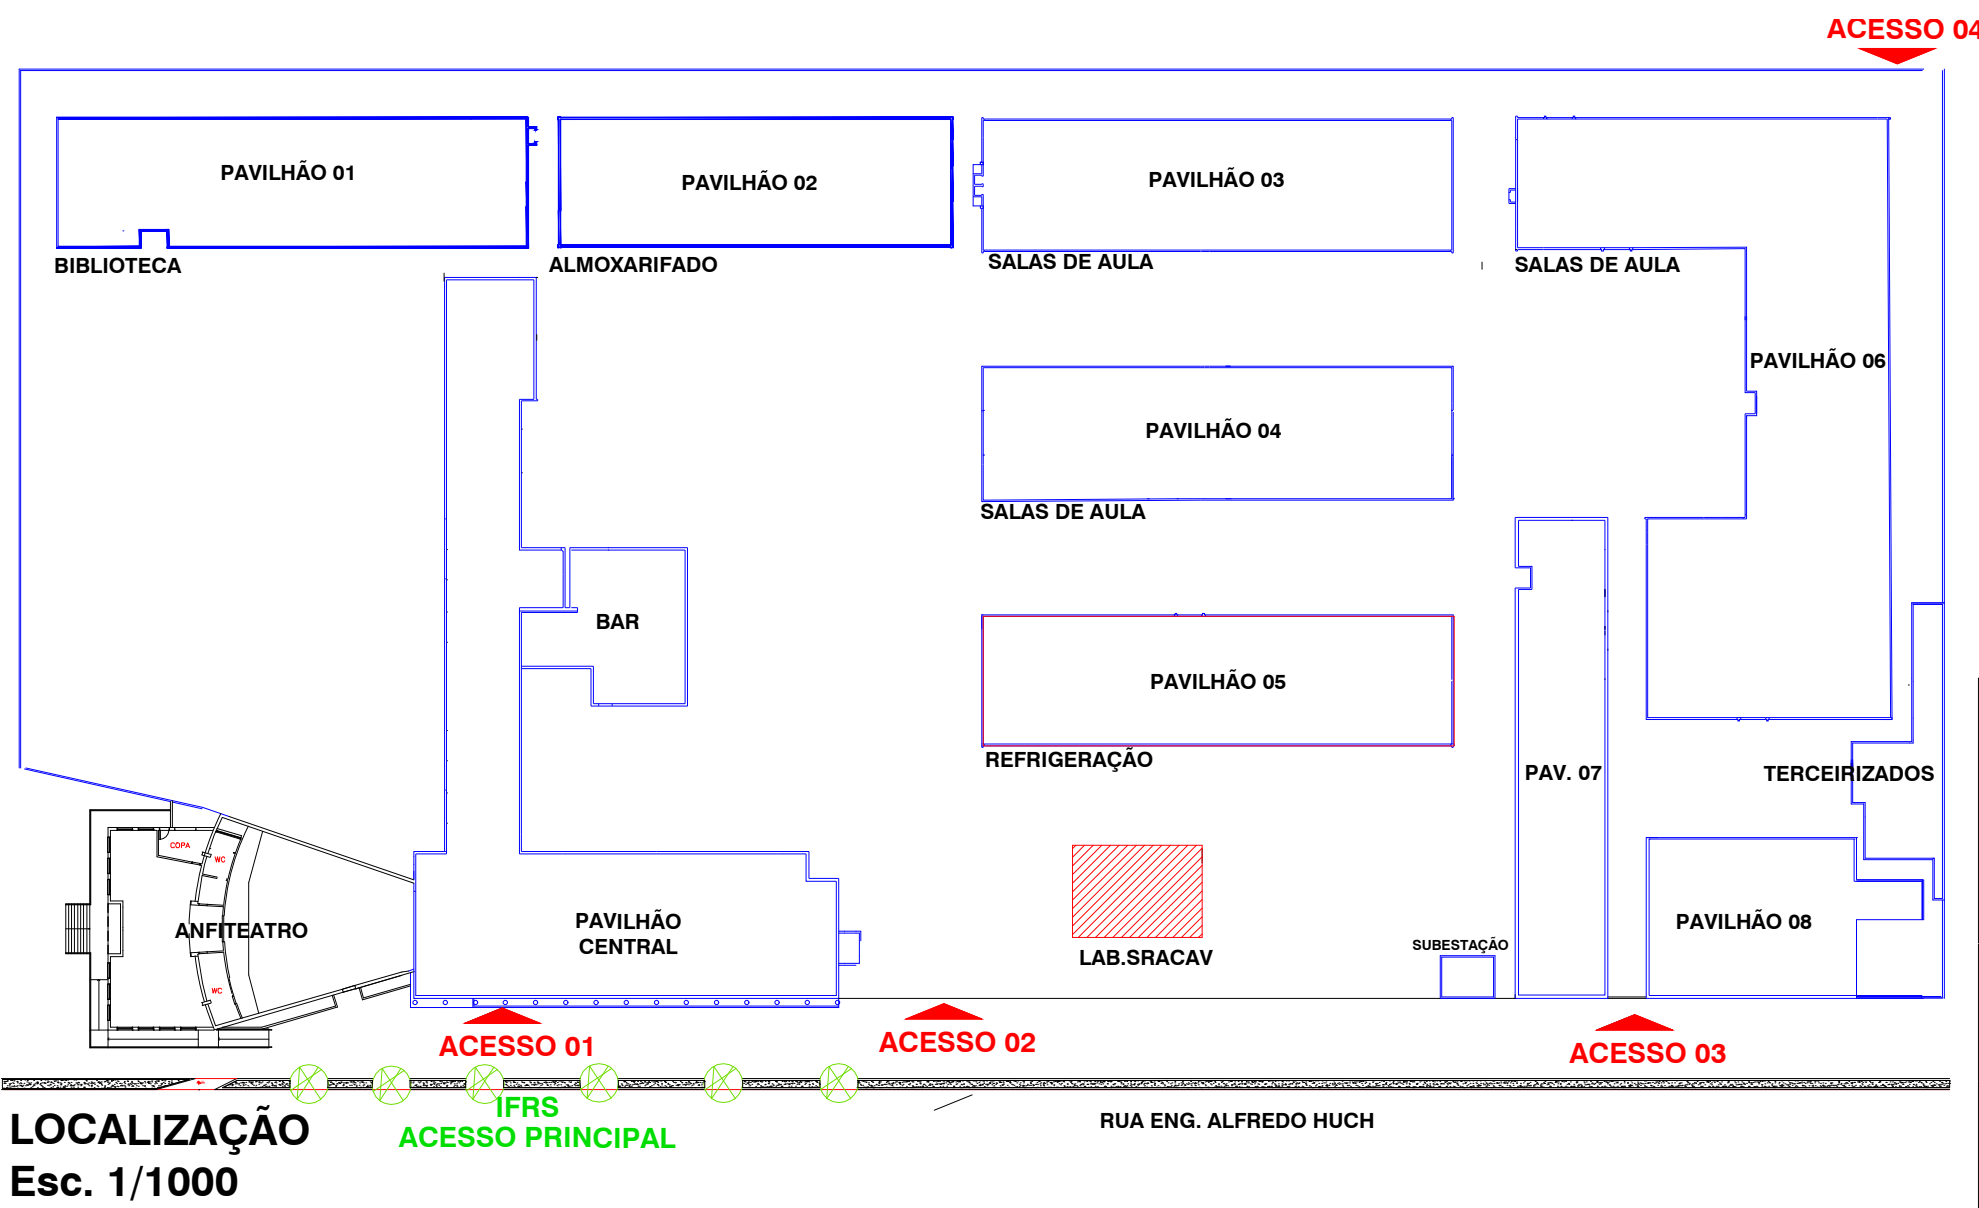 ACESSO 04
PAVILHÃO 01
PAVILHÃO 02
PAVILHÃO 03
BIBLIOTECA
ALMOXARIFADO
SALAS DE AULA
SALAS DE AULA
PAVILHÃO 06
PAVILHÃO 04
SALAS DE AULA
BAR
PAVILHÃO 05
REFRIGERAÇÃO
PAV. 07
TERCEIRIZADOS
COPA
WC
ANFITEATRO
WC
PAVILHÃO
CENTRAL
LAB.SRACAV
SUBESTAÇÃO
PAVILHÃO 08
ACESSO 01
ACESSO 02
ACESSO 03
IFRS
ACESSO PRINCIPAL
RUA ENG. ALFREDO HUCH
LOCALIZAÇÃO
Esc. 1/1000